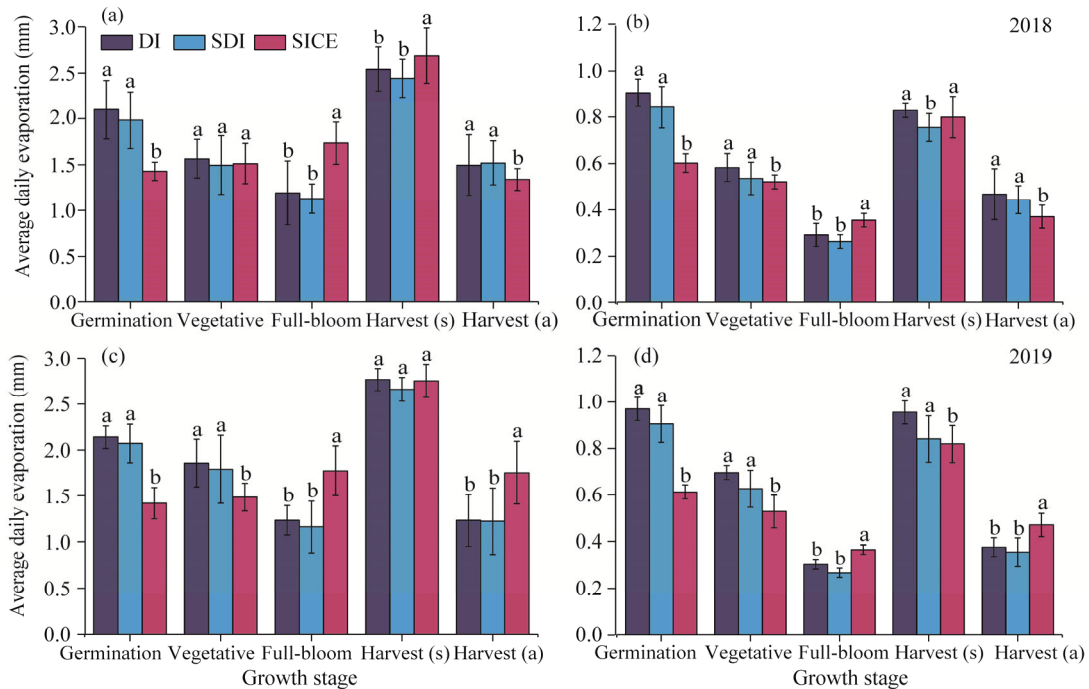 (a)
DI SDI SICE
Average daily evaporation (mm)
3.0
2.5
2.0
1.5
1.0
0.5
0.0
a a b
a a a
b b a
b b a
a a b
Germination Vegetative Full-bloom Harvest (s) Harvest (a)
(b) 2018
1.2
1.0
0.8
0.6
0.4
0.2
0.0
a a b
a b b
b b a
a b a
a a b
Germination Vegetative Full-bloom Harvest (s) Harvest (a)
(c)
Average daily evaporation (mm)
3.0
2.5
2.0
1.5
1.0
0.5
0.0
a a b
a a b
b b a
a a a
b b a
Germination Vegetative Full-bloom Harvest (s) Harvest (a)
Growth stage
(d) 2019
1.2
1.0
0.8
0.6
0.4
0.2
0.0
a a b
a a b
b b a
a a b
b b a
Germination Vegetative Full-bloom Harvest (s) Harvest (a)
Growth stage